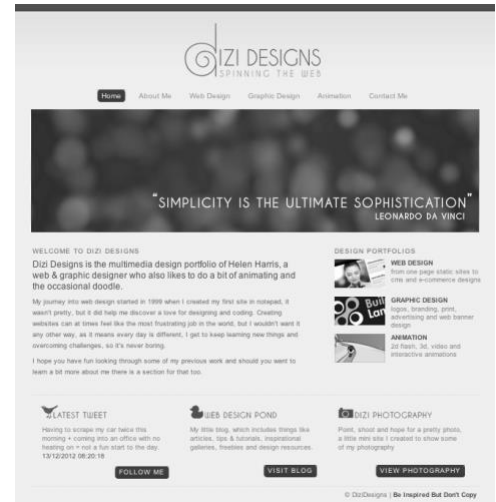 dIZI DESIGNS
SPINNING THE WEB
Home About Me Web Design Graphic Design Animation Contact Me
"SIMPLICITY IS THE ULTIMATE SOPHISTICATION"
LEONARDO DA VINCI
WELCOME TO DIZI DESIGNS
Dizi Designs is the multimedia design portfolio of Helen Harris, a
web & graphic designer who also likes to do a bit of animating and
the occasional doodle.
My journey into web design started in 1999 when I created my first site in notepad, it
wasn't pretty, but it did help me discover a love for designing and coding. Creating
websites can at times feel like the most frustrating job in the world, but I wouldn't want it
any other way, as it means every day is different, I get to keep learning new things and
overcoming challenges, so it's never boring.
I hope you have fun looking through some of my previous work and should you want to
learn a bit more about me there is a section for that too.
DESIGN PORTFOLIOS
WEB DESIGN
from one page static sites to
cms and e-commerce designs
Buil
Lan
GRAPHIC DESIGN
logos, branding, print,
advertising and web banner
design
ANIMATION
2d flash, 3d, video and
interactive animations
LATEST TWEET
Having to scrape my car twice this
morning + coming into an office with no
heating on + not a fun start to the day.
13/12/2012 08:20:18
FOLLOW ME
WEB DESIGN POND
My little blog, which includes things like
articles, tips & tutorials, inspirational
galleries, freebies and design resources.
VISIT BLOG
DIZI PHOTOGRAPHY
Point, shoot and hope for a pretty photo,
a little mini site I created to show some
of my photography
VIEW PHOTOGRAPHY
© DiziDesigns | Be Inspired But Don't Copy